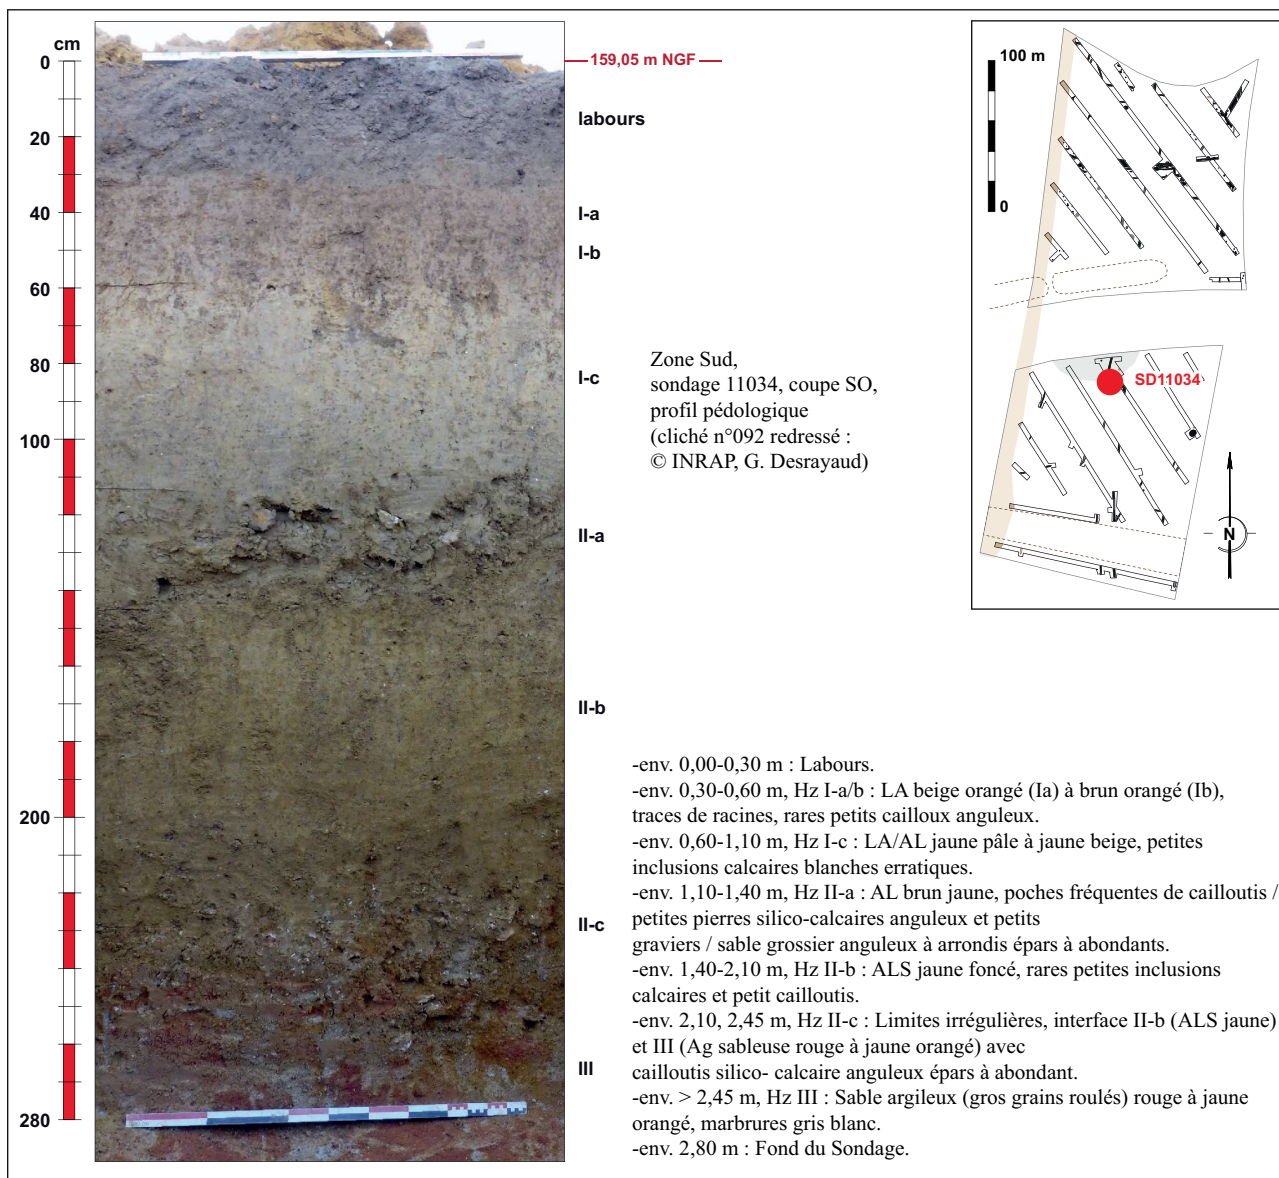 cm
0
20
40
60
80
100
200
280
159,05 m NGF
labours
I-a
I-b
I-c
II-a
II-b
II-c
III
Zone Sud,
sondage 11034, coupe SO,
profil pédologique
(cliché n°092 redressé :
© INRAP, G. Desrayaud)
100 m
0
SD11034
N
-env. 0,00-0,30 m : Labours.
-env. 0,30-0,60 m, Hz I-a/b : LA beige orangé (Ia) à brun orangé (Ib),
traces de racines, rares petits cailloux anguleux.
-env. 0,60-1,10 m, Hz I-c : LA/AL jaune pâle à jaune beige, petites
inclusions calcaires blanches erratiques.
-env. 1,10-1,40 m, Hz II-a : AL brun jaune, poches fréquentes de cailloutis /
petites pierres silico-calcaires anguleux et petits
graviers / sable grossier anguleux à arrondis épars à abondants.
-env. 1,40-2,10 m, Hz II-b : ALS jaune foncé, rares petites inclusions
calcaires et petit cailloutis.
-env. 2,10, 2,45 m, Hz II-c : Limites irrégulières, interface II-b (ALS jaune)
et III (Ag sableuse rouge à jaune orangé) avec
cailloutis silico- calcaire anguleux épars à abondant.
-env. > 2,45 m, Hz III : Sable argileux (gros grains roulés) rouge à jaune
orangé, marbrures gris blanc.
-env. 2,80 m : Fond du Sondage.